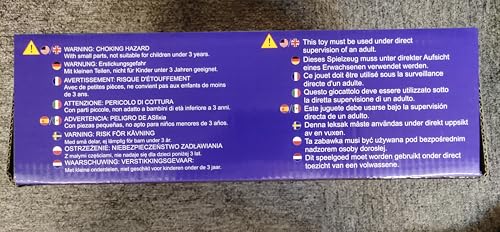 WARNING: CHOKING HAZARD
With small parts, not suitable for children under 3 years.
WARNUNG: Erstickungsgefahr
Mit kleinen Teilen, nicht für Kinder unter 3 Jahren geeignet.
AVERTISSEMENT: RISQUE D'ÉTOUFFEMENT
Avec de petites pièces, ne convient pas aux enfants de moins
de 3 ans.
ATTENZIONE: PERICOLO DI COTTURA
Con parti piccole, non adatto a bambini di età inferiore a 3 anni.
ADVERTENCIA: PELIGRO DE ASfixia
Con piezas pequeñas, no apto para niños menores de 3 años.
VARNING: RISK FÖR KÄVNING
Med små delar, ej lämplig för barn under 3 år.
OSTRZEŻENIE: NIEBEZPIECZEŃSTWO ZADŁAWIANIA
Z małymi częściami, nie nadaje się dla dzieci poniżej 3 lat.
WAARSCHUWING: VERSTIKKINGSGEVAAR:
Met kleine onderdelen, niet geschikt voor kinderen onder de 3 jaar.
This toy must be used under direct
supervision of an adult.
Dieses Spielzeug muss unter direkter Aufsicht
eines Erwachsenen verwendet werden.
Ce jouet doit être utilisé sous la surveillance
directe d'un adulte.
Questo giocattolo deve essere utilizzato sotto
la diretta supervisione di un adulto.
Este juguete debe usarse bajo la supervisión
directa de un adulto.
Denna leksak måste användas under direkt uppsikt
av en vuxen.
Ta zabawka musi być używana pod bezpośrednim
nadzorem osoby dorosłej.
Dit speelgoed moet worden gebruikt onder direct
toezicht van een volwassene.